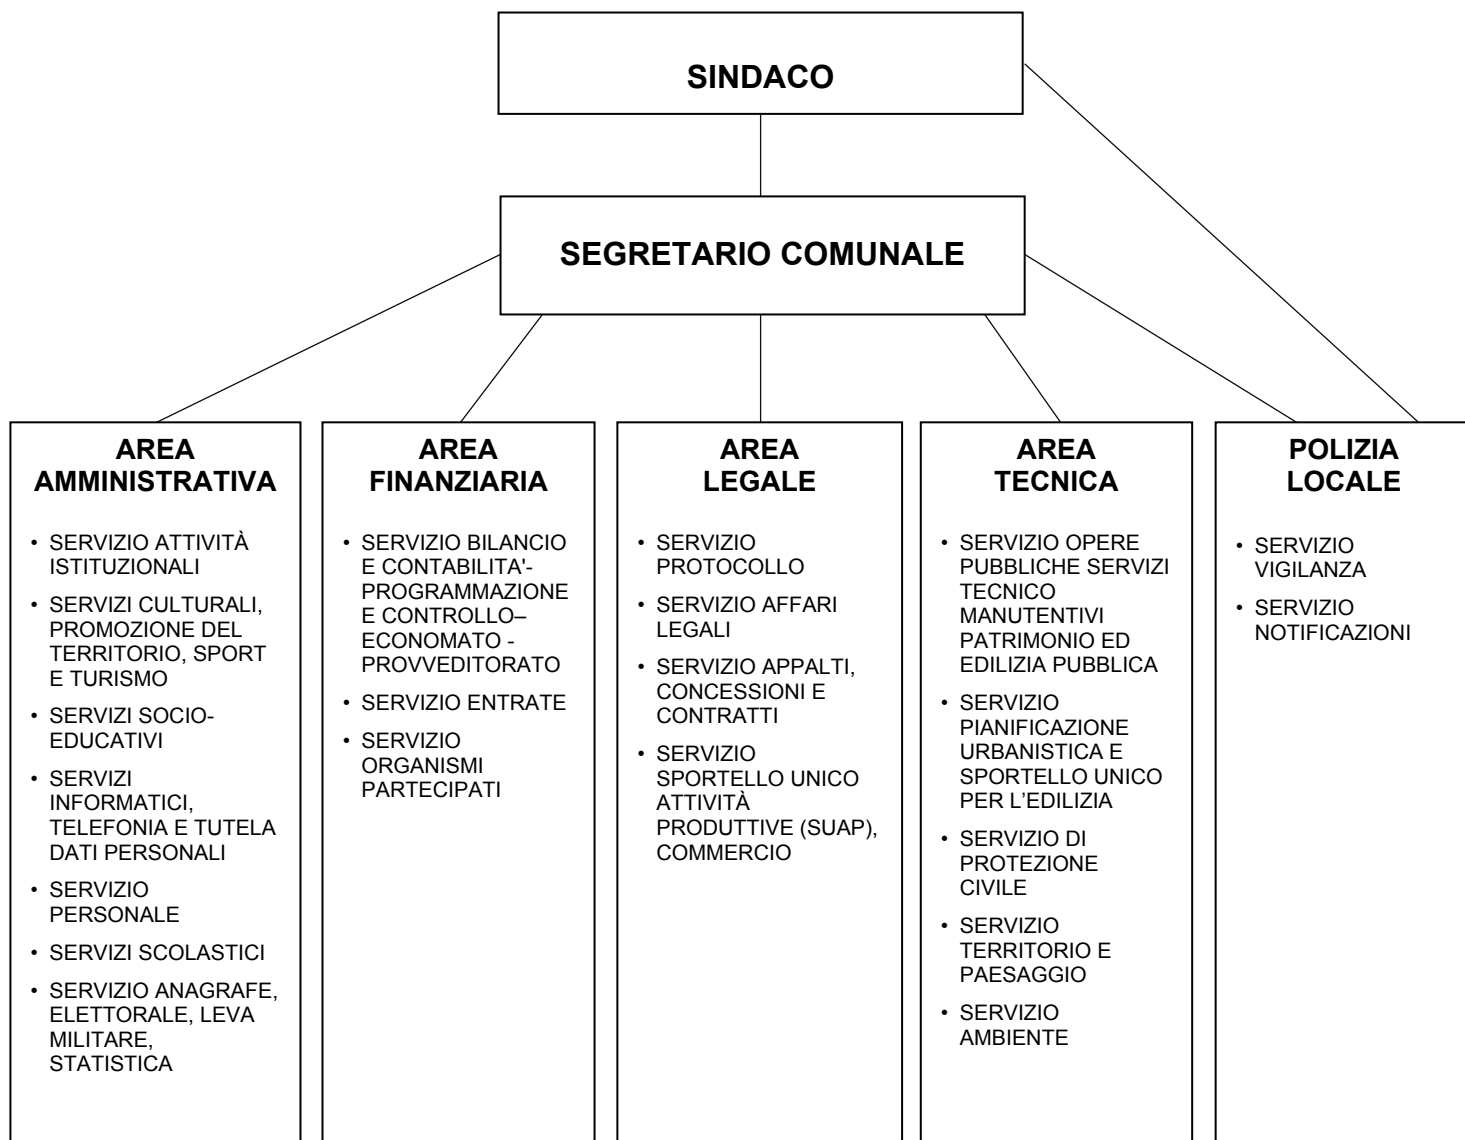 SINDACO
SEGRETARIO COMUNALE
AREA
AMMINISTRATIVA
• SERVIZIO ATTIVITÀ
ISTITUZIONALI
• SERVIZI CULTURALI,
PROMOZIONE DEL
TERRITORIO, SPORT
E TURISMO
• SERVIZI SOCIO-
EDUCATIVI
• SERVIZI
INFORMATICI,
TELEFONIA E TUTELA
DATI PERSONALI
• SERVIZIO
PERSONALE
• SERVIZI SCOLASTICI
• SERVIZIO ANAGRAFE,
ELETTORALE, LEVA
MILITARE,
STATISTICA
AREA
FINANZIARIA
• SERVIZIO BILANCIO
E CONTABILITA'-
PROGRAMMAZIONE
E CONTROLLO–
ECONOMATO -
PROVVEDITORATO
• SERVIZIO ENTRATE
• SERVIZIO
ORGANISMI
PARTECIPATI
AREA
LEGALE
• SERVIZIO
PROTOCOLLO
• SERVIZIO AFFARI
LEGALI
• SERVIZIO APPALTI,
CONCESSIONI E
CONTRATTI
• SERVIZIO
SPORTELLO UNICO
ATTIVITÀ
PRODUTTIVE (SUAP),
COMMERCIO
AREA
TECNICA
• SERVIZIO OPERE
PUBBLICHE SERVIZI
TECNICO
MANUTENTIVI
PATRIMONIO ED
EDILIZIA PUBBLICA
• SERVIZIO
PIANIFICAZIONE
URBANISTICA E
SPORTELLO UNICO
PER L’EDILIZIA
• SERVIZIO DI
PROTEZIONE
CIVILE
• SERVIZIO
TERRITORIO E
PAESAGGIO
• SERVIZIO
AMBIENTE
POLIZIA
LOCALE
• SERVIZIO
VIGILANZA
• SERVIZIO
NOTIFICAZIONI